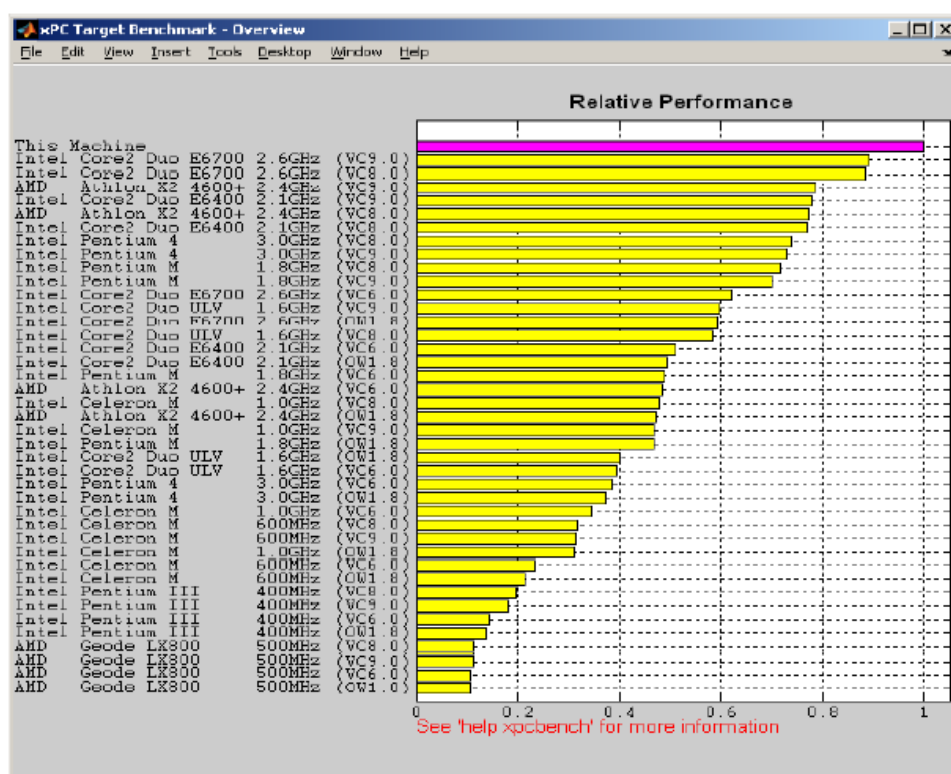 xPC Target Benchmark - Overview
File Edit View Insert Tools Desktop Window Help
Relative Performance
This Machine
Intel Core2 Duo E6700 2.6GHz (VC9.0)
Intel Core2 Duo E6700 2.6GHz (VC8.0)
AMD Athlon X2 4600+ 2.4GHz (VC9.0)
Intel Core2 Duo E6400 2.1GHz (VC9.0)
AMD Athlon X2 4600+ 2.4GHz (VC8.0)
Intel Core2 Duo E6400 2.1GHz (VC8.0)
Intel Pentium 4 3.0GHz (VC8.0)
Intel Pentium 4 3.0GHz (VC9.0)
Intel Pentium M 1.8GHz (VC8.0)
Intel Pentium M 1.8GHz (VC9.0)
Intel Core2 Duo E6700 2.6GHz (VC6.0)
Intel Core2 Duo ULV 1.6GHz (VC9.0)
Intel Core2 Duo E6700 2.6GHz (OW1.8)
Intel Core2 Duo ULV 1.6GHz (VC8.0)
Intel Core2 Duo E6400 2.1GHz (VC6.0)
Intel Core2 Duo E6400 2.1GHz (OW1.8)
Intel Pentium M 1.8GHz (VC6.0)
AMD Athlon X2 4600+ 2.4GHz (VC6.0)
Intel Celeron M 1.0GHz (VC8.0)
AMD Athlon X2 4600+ 2.4GHz (OW1.8)
Intel Celeron M 1.0GHz (VC9.0)
Intel Pentium M 1.8GHz (OW1.8)
Intel Core2 Duo ULV 1.6GHz (OW1.8)
Intel Core2 Duo ULV 1.6GHz (VC6.0)
Intel Pentium 4 3.0GHz (VC6.0)
Intel Pentium 4 3.0GHz (OW1.8)
Intel Celeron M 1.0GHz (VC6.0)
Intel Celeron M 600MHz (VC8.0)
Intel Celeron M 600MHz (VC9.0)
Intel Celeron M 1.0GHz (OW1.8)
Intel Celeron M 600MHz (VC6.0)
Intel Celeron M 600MHz (OW1.8)
Intel Pentium III 400MHz (VC8.0)
Intel Pentium III 400MHz (VC9.0)
Intel Pentium III 400MHz (VC6.0)
Intel Pentium III 400MHz (OW1.8)
AMD Geode LX800 500MHz (VC8.0)
AMD Geode LX800 500MHz (VC9.0)
AMD Geode LX800 500MHz (VC6.0)
AMD Geode LX800 500MHz (OW1.8)
0 0.2 0.4 0.6 0.8 1
See 'help xpcbench' for more information